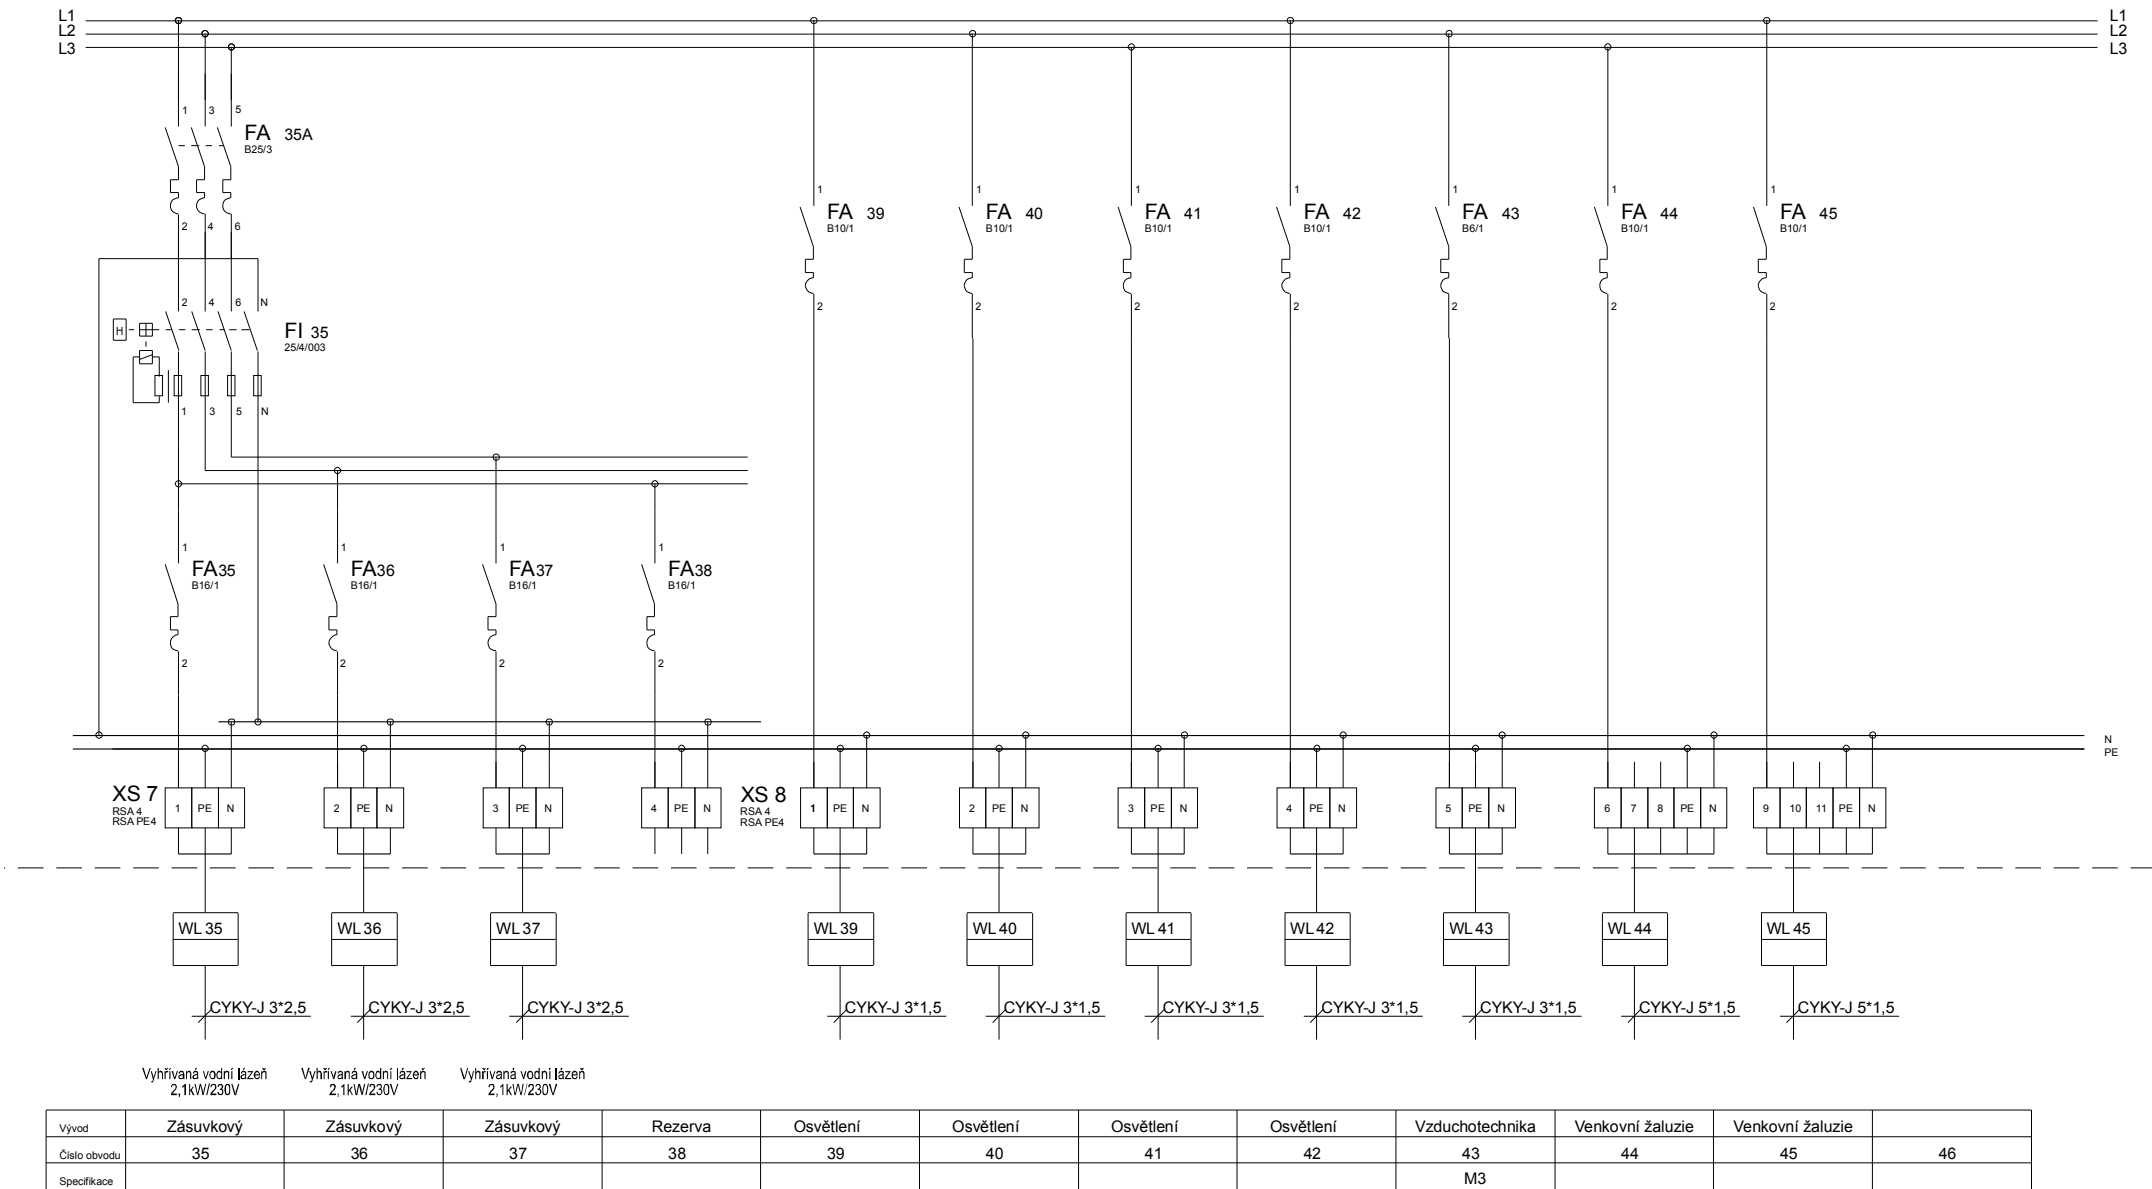 L1 L1
L2 L2
L3 L3
1 3 5
FA 35A
B25/3
2 4 6
1 1 1 1 1 1 1
FA 39 FA 40 FA 41 FA 42 FA 43 FA 44 FA 45
B10/1 B10/1 B10/1 B10/1 B6/1 B10/1 B10/1
2 2 2 2 2 2 2
2 4 6 N
H
FI 35
25/4/003
1 3 5 N
1 1 1 1
FA35 FA36 FA37 FA38
B16/1 B16/1 B16/1 B16/1
2 2 2 2
N
PE
XS 7
RSA 4
RSA PE4
1 PE N 2 PE N 3 PE N 4 PE N
XS 8
RSA 4
RSA PE4
1 PE N 2 PE N 3 PE N 4 PE N 5 PE N 6 7 8 PE N 9 10 11 PE N
WL 35 WL 36 WL 37 WL 39 WL 40 WL 41 WL 42 WL 43 WL 44 WL 45
CYKY-J 3*2,5 CYKY-J 3*2,5 CYKY-J 3*2,5 CYKY-J 3*1,5 CYKY-J 3*1,5 CYKY-J 3*1,5 CYKY-J 3*1,5 CYKY-J 3*1,5 CYKY-J 5*1,5 CYKY-J 5*1,5
Vyhřívaná vodní lázeň Vyhřívaná vodní lázeň Vyhřívaná vodní lázeň
2,1kW/230V 2,1kW/230V 2,1kW/230V
Vývod Zásuvkový Zásuvkový Zásuvkový Rezerva Osvětlení Osvětlení Osvětlení Osvětlení Vzduchotechnika Venkovní žaluzie Venkovní žaluzie
Číslo obvodu 35 36 37 38 39 40 41 42 43 44 45 46
Specifikace M3